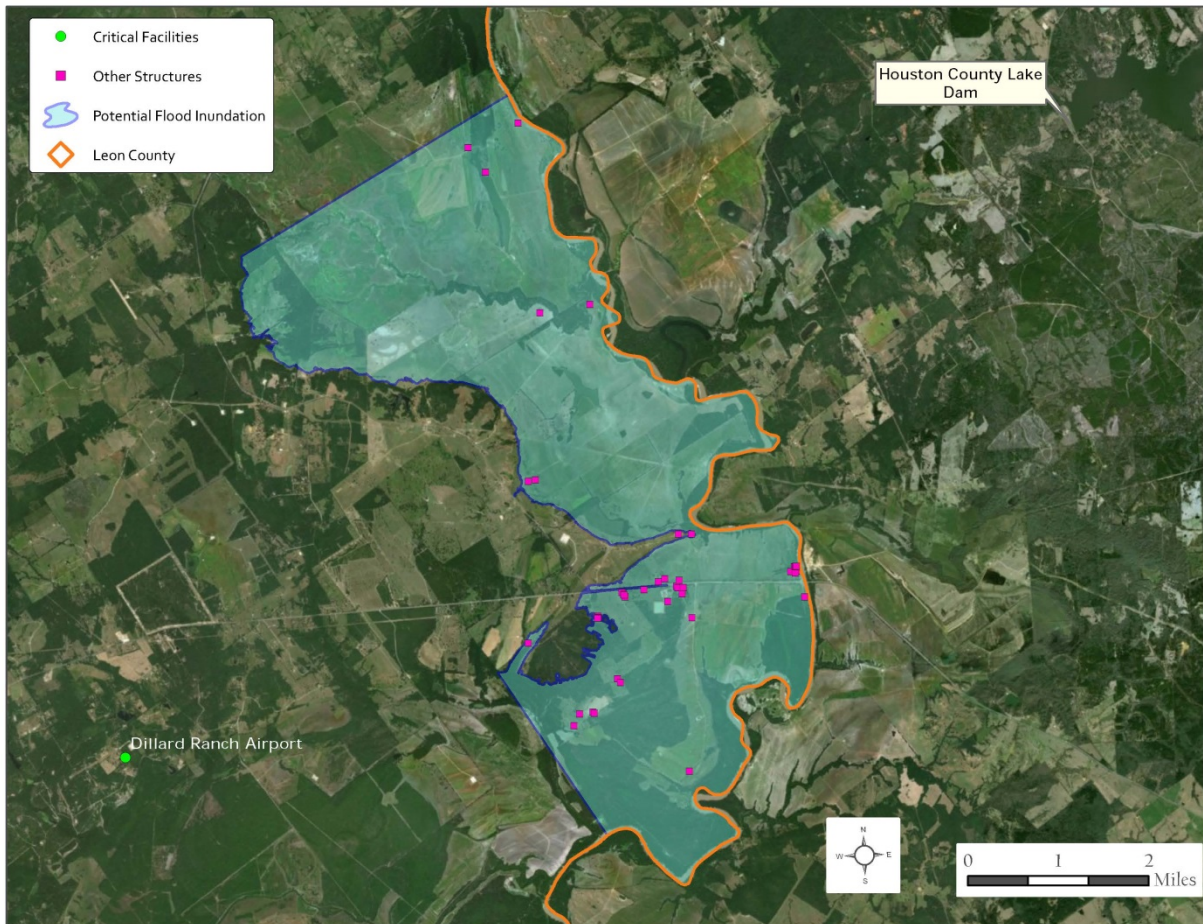 Critical Facilities
Other Structures
Potential Flood Inundation
Leon County
Houston County Lake
Dam
Dillard Ranch Airport
N
W E
S
0 1 2
Miles